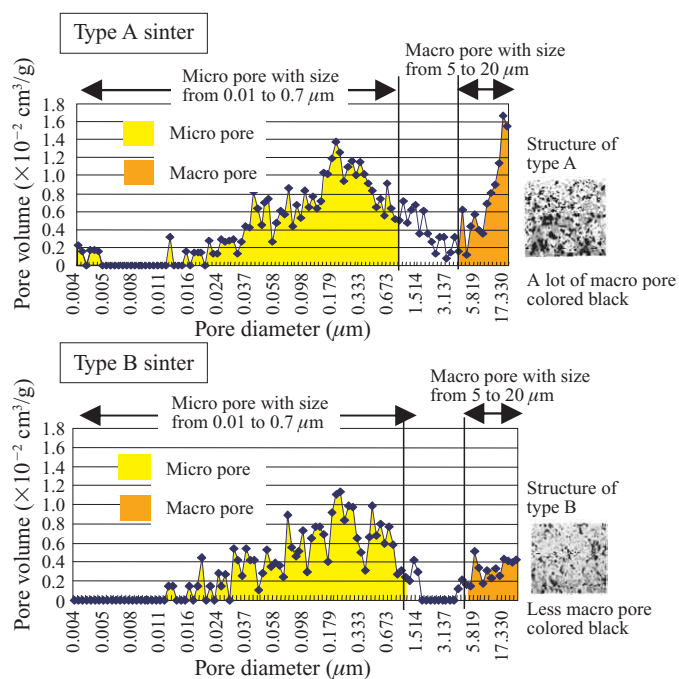 Type A sinter
Micro pore with size
from 0.01 to 0.7 μm
Macro pore with size
from 5 to 20 μm
Pore volume (×10⁻² cm³/g)
1.8
1.6
1.4
1.2
1.0
0.8
0.6
0.4
0.2
0
Micro pore
Macro pore
0.004
0.005
0.008
0.011
0.016
0.024
0.037
0.058
0.098
0.179
0.333
0.673
1.514
3.137
5.819
17.330
Pore diameter (μm)
Structure of
type A
A lot of macro pore
colored black
Type B sinter
Micro pore with size
from 0.01 to 0.7 μm
Macro pore with size
from 5 to 20 μm
Pore volume (×10⁻² cm³/g)
1.8
1.6
1.4
1.2
1.0
0.8
0.6
0.4
0.2
0
Micro pore
Macro pore
0.004
0.005
0.008
0.011
0.016
0.024
0.037
0.058
0.098
0.179
0.333
0.673
1.514
3.137
5.819
17.330
Pore diameter (μm)
Structure of
type B
Less macro pore
colored black